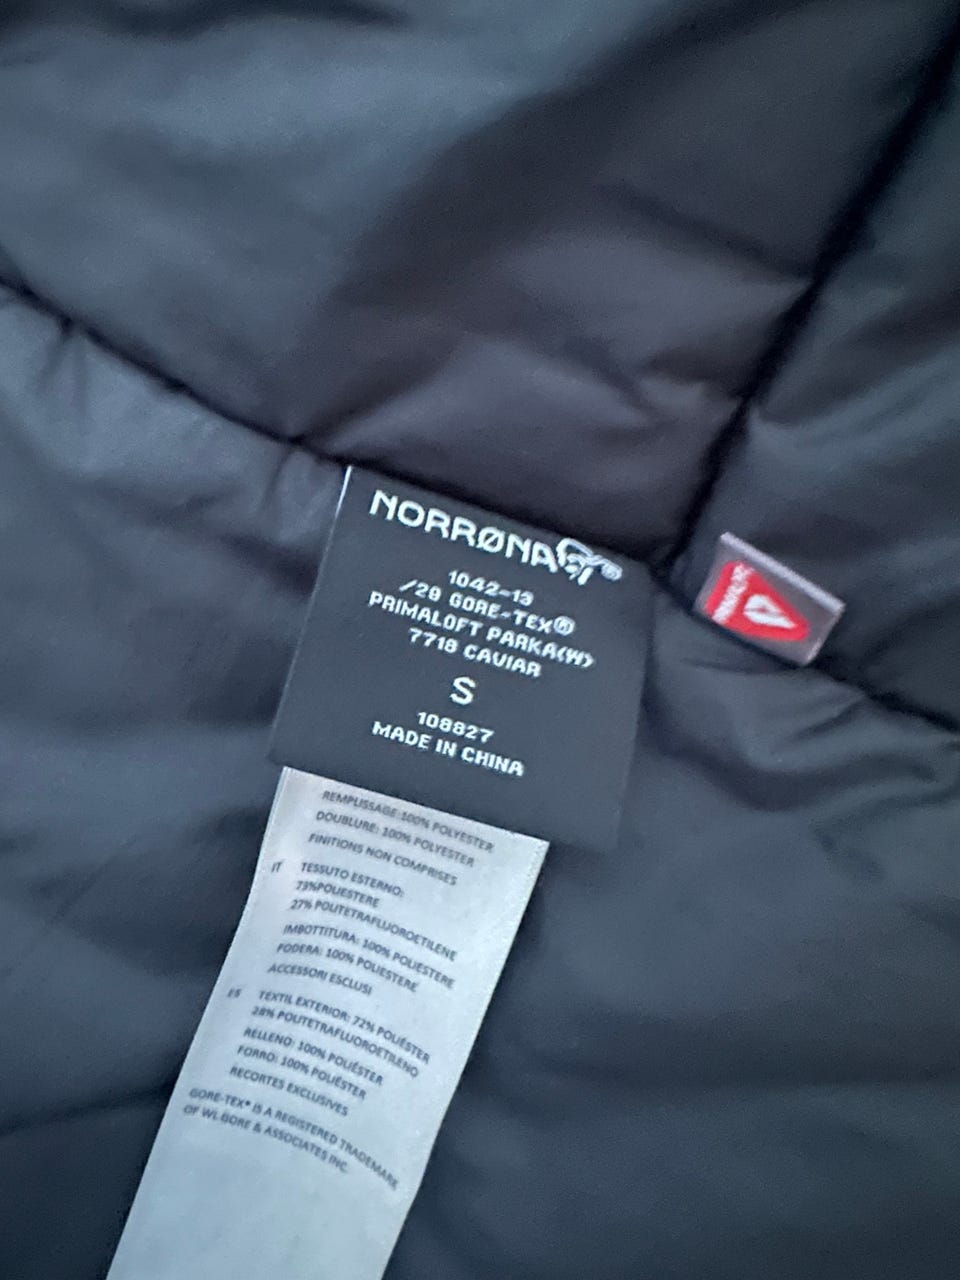 NORRØNA
1042-13
/29 GORE-TEX®
PRIMALOFT PARKA(W)
7718 CAVIAR
S
108827
MADE IN CHINA
REMPLISSAGE: 100% POLYESTER
DOUBLURE: 100% POLYESTER
FINITIONS NON COMPRISES
IT TESSUTO ESTERNO:
73%POLIESTERE
27% POLITETRAFLUOROETILENE
IMBOTTITURA: 100% POLIESTERE
FODERA: 100% POLIESTERE
ACCESSORI ESCLUSI
ES TEXTIL EXTERIOR: 72% POLIÉSTER
28% POLITETRAFLUOROETILENO
RELLENO: 100% POLIÉSTER
FORRO: 100% POLIÉSTER
RECORTES EXCLUSIVES
GORE-TEX® IS A REGISTERED TRADEMARK
OF WL GORE & ASSOCIATES INC.